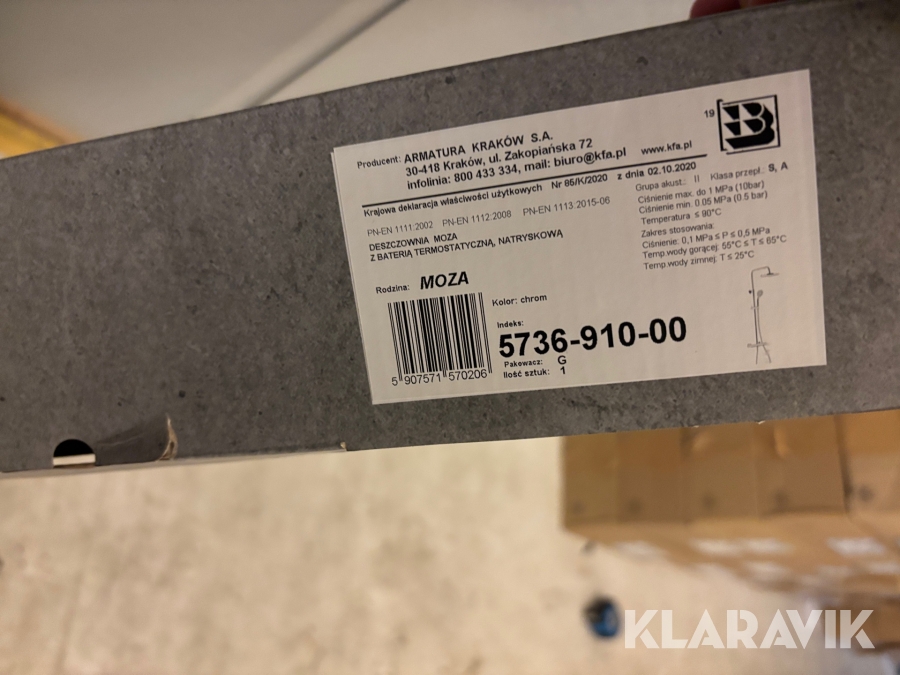 Producent: ARMATURA KRAKÓW S.A.
30-418 Kraków, ul. Zakopiańska 72
infolinia: 800 433 334, mail: biuro@kfa.pl www.kfa.pl
19
B
Krajowa deklaracja właściwości użytkowych Nr 86/K/2020 z dnia 02.10.2020
PN-EN 1111:2002 PN-EN 1112:2008 PN-EN 1113:2015-06
DESZCZOWNIA MOZA
Z BATERIĄ TERMOSTATYCZNĄ, NATRYSKOWĄ
Grupa akust.: II Klasa przepł.: S, A
Ciśnienie max. do 1 MPa (10bar)
Ciśnienie min. 0.05 MPa (0.5 bar)
Temperatura ≤ 90°C
Zakres stosowania:
Ciśnienie: 0,1 MPa ≤ P ≤ 0,5 MPa
Temp.wody gorącej: 55°C ≤ T ≤ 65°C
Temp.wody zimnej: T ≤ 25°C
Rodzina: MOZA
Kolor: chrom
Indeks:
5736-910-00
Pakowacz: G
Ilość sztuk: 1
5 907571 570206
KLARAVIK